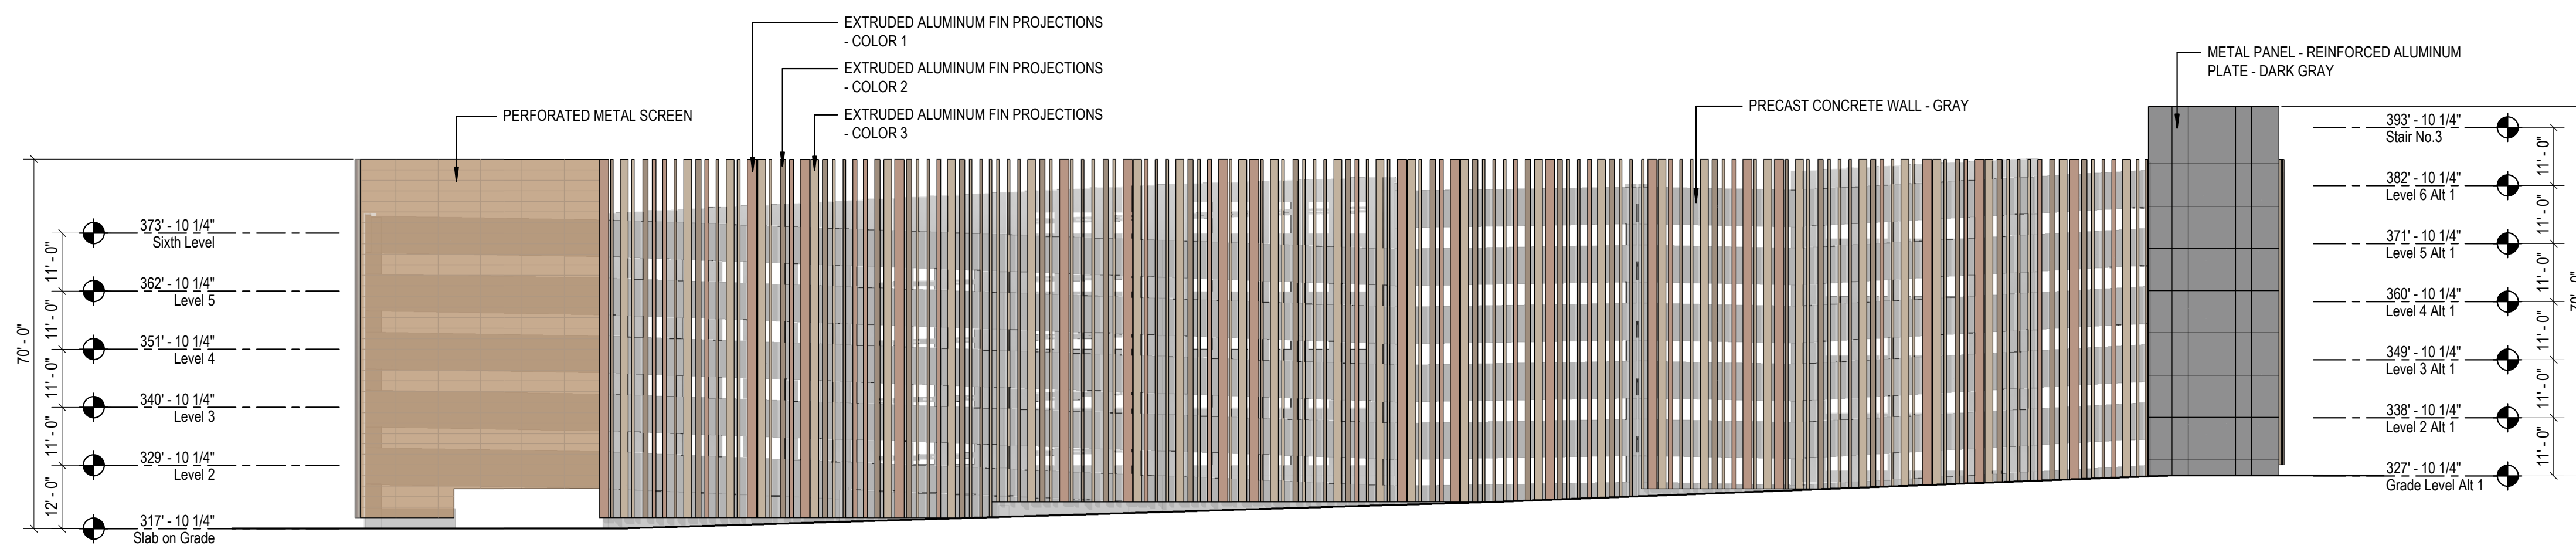 EXTRUDED ALUMINUM FIN PROJECTIONS
- COLOR 1
EXTRUDED ALUMINUM FIN PROJECTIONS
- COLOR 2
EXTRUDED ALUMINUM FIN PROJECTIONS
- COLOR 3
PERFORATED METAL SCREEN
PRECAST CONCRETE WALL - GRAY
METAL PANEL - REINFORCED ALUMINUM
PLATE - DARK GRAY
70' - 0"
11' - 0"
11' - 0"
11' - 0"
11' - 0"
12' - 0"
373' - 10 1/4"
Sixth Level
362' - 10 1/4"
Level 5
351' - 10 1/4"
Level 4
340' - 10 1/4"
Level 3
329' - 10 1/4"
Level 2
317' - 10 1/4"
Slab on Grade
393' - 10 1/4"
Stair No.3
382' - 10 1/4"
Level 6 Alt 1
371' - 10 1/4"
Level 5 Alt 1
360' - 10 1/4"
Level 4 Alt 1
349' - 10 1/4"
Level 3 Alt 1
338' - 10 1/4"
Level 2 Alt 1
327' - 10 1/4"
Grade Level Alt 1
11' - 0"
11' - 0"
11' - 0"
11' - 0"
11' - 0"
11' - 0"